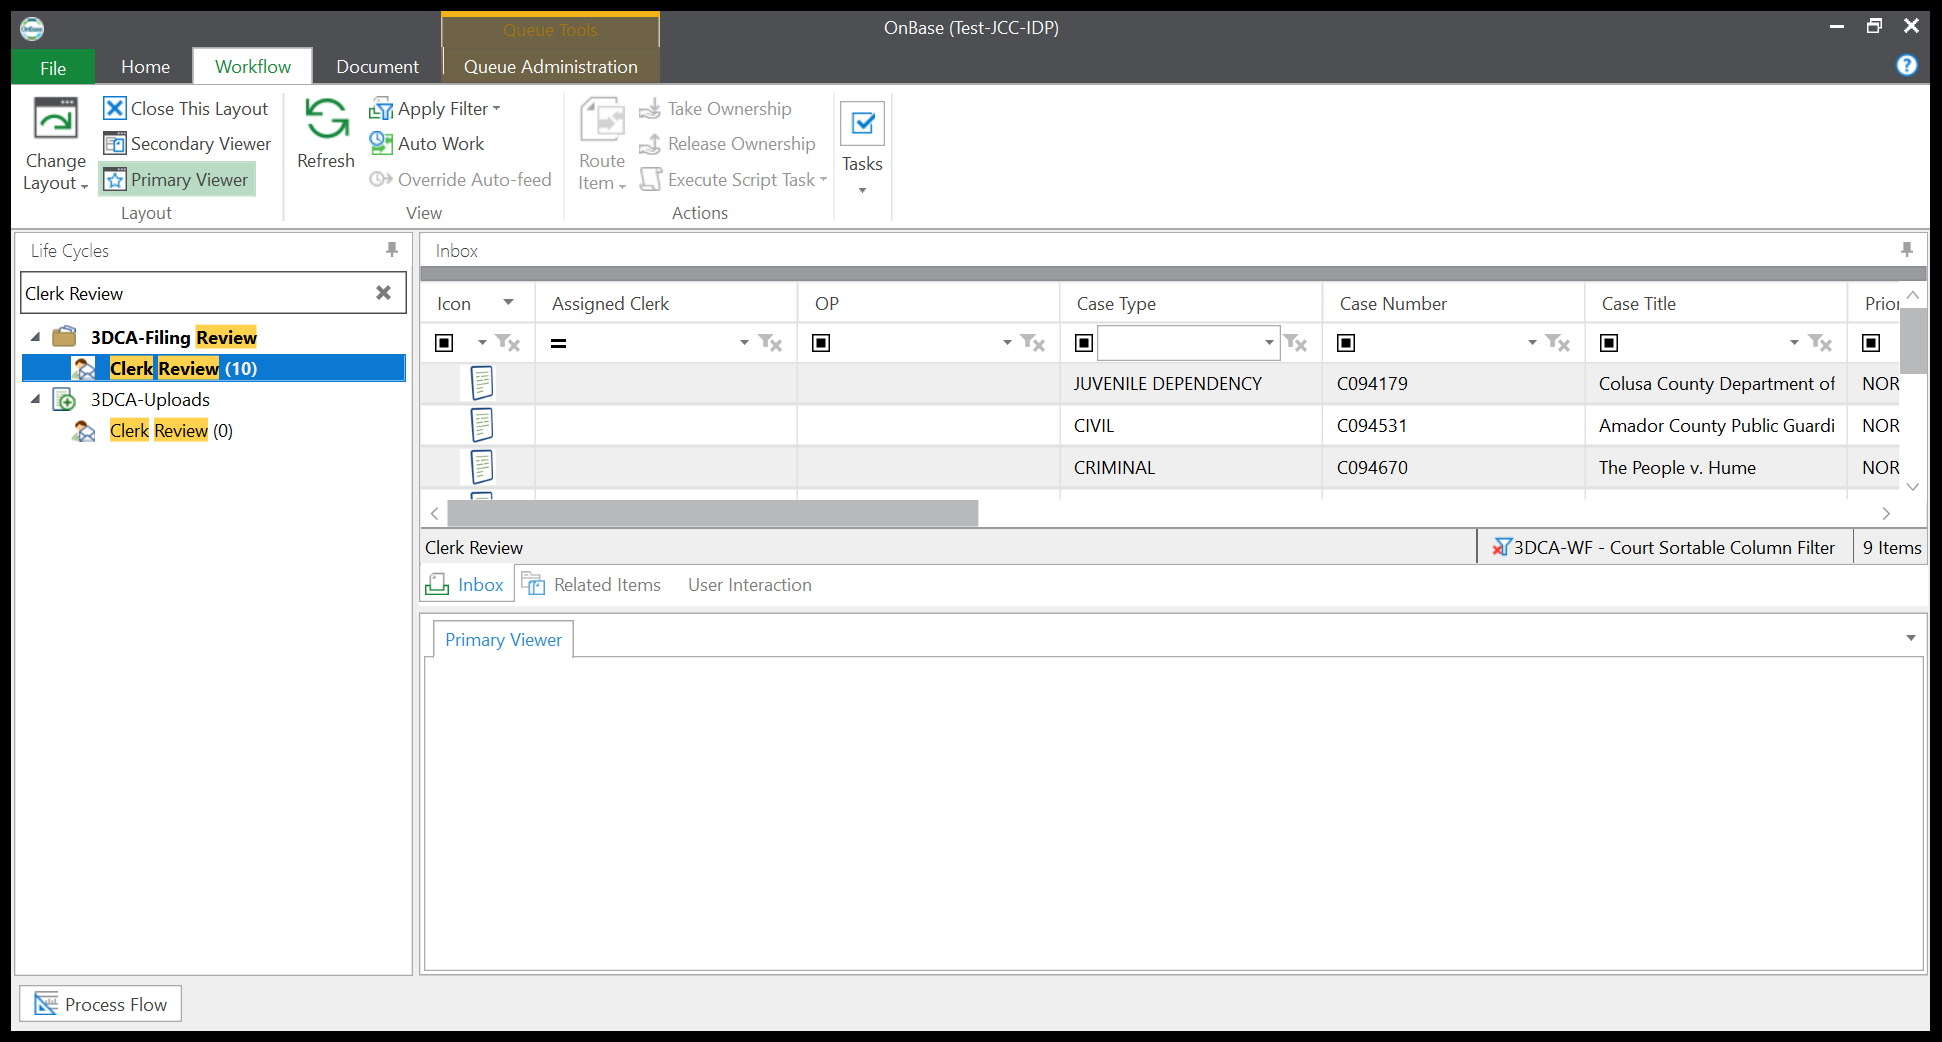 OnBase
Queue Tools
OnBase (Test-JCC-IDP)
File
Home
Workflow
Document
Queue Administration
Change
Layout
Close This Layout
Secondary Viewer
Primary Viewer
Layout
Refresh
Apply Filter
Auto Work
Override Auto-feed
View
Route
Item
Take Ownership
Release Ownership
Execute Script Task
Actions
Tasks
Life Cycles
Clerk Review
3DCA-Filing Review
Clerk Review (10)
3DCA-Uploads
Clerk Review (0)
Inbox
Icon Assigned Clerk OP Case Type Case Number Case Title Prior
JUVENILE DEPENDENCY C094179 Colusa County Department of NOR
CIVIL C094531 Amador County Public Guardi NOR
CRIMINAL C094670 The People v. Hume NOR
Clerk Review
3DCA-WF - Court Sortable Column Filter
9 Items
Inbox
Related Items
User Interaction
Primary Viewer
Process Flow